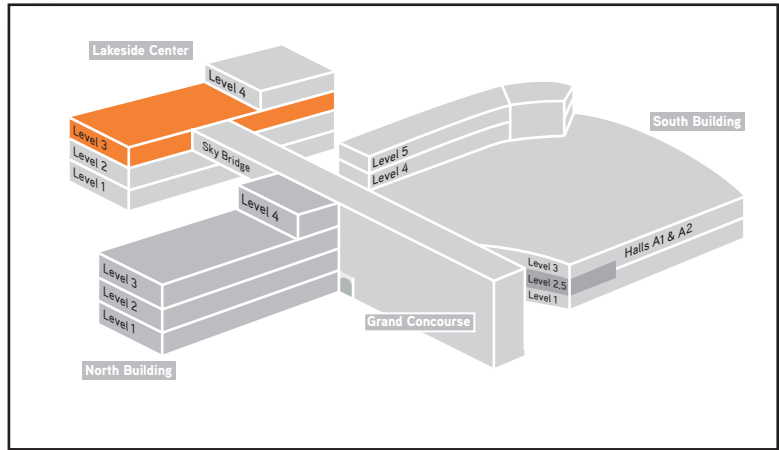 Lakeside Center
Level 4
Level 3
Level 2
Level 1
Sky Bridge
Level 5
Level 4
South Building
Level 4
Halls A1 & A2
Level 3
Level 2.5
Level 1
Level 3
Level 2
Level 1
Grand Concourse
North Building